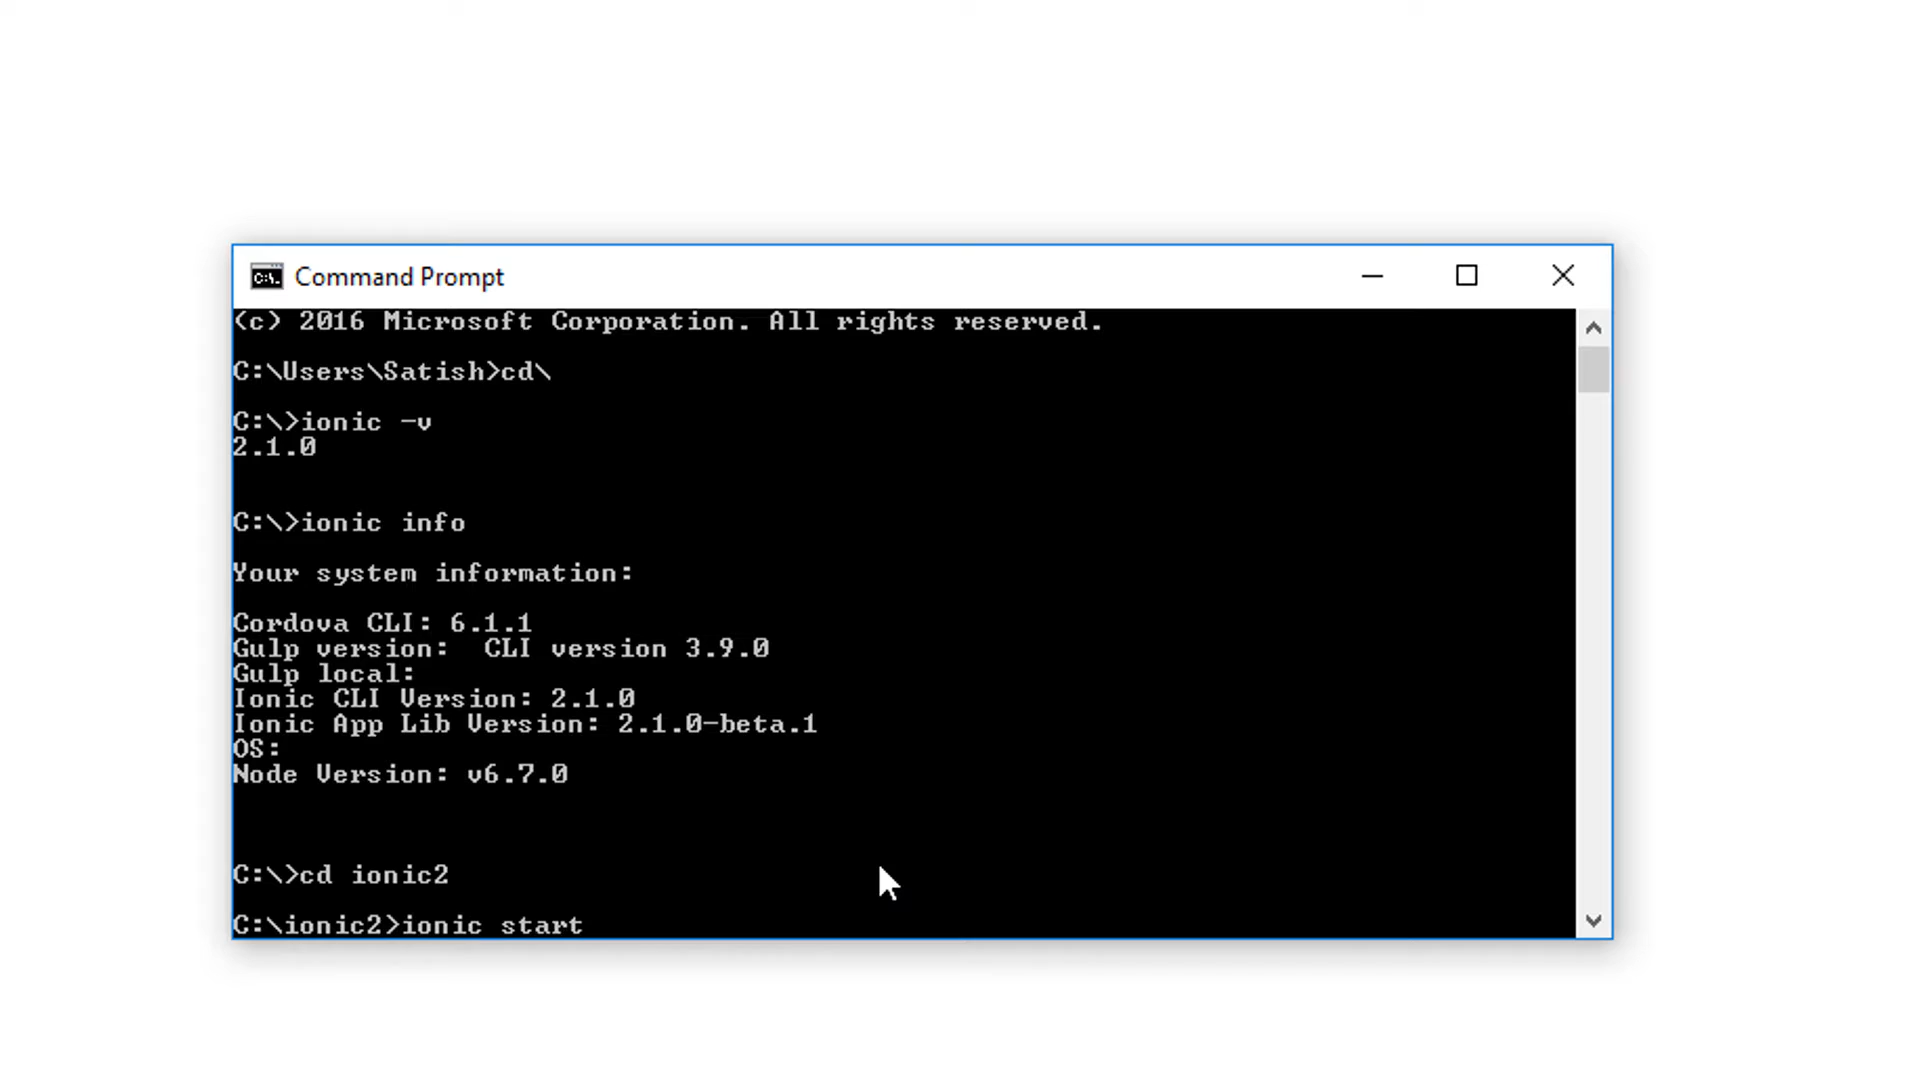 Command Prompt
(c) 2016 Microsoft Corporation. All rights reserved.
C:\Users\Satish>cd\
C:\>ionic -v
2.1.0
C:\>ionic info
Your system information:
Cordova CLI: 6.1.1
Gulp version:  CLI version 3.9.0
Gulp local:
Ionic CLI Version: 2.1.0
Ionic App Lib Version: 2.1.0-beta.1
OS:
Node Version: v6.7.0
C:\>cd ionic2
C:\ionic2>ionic start